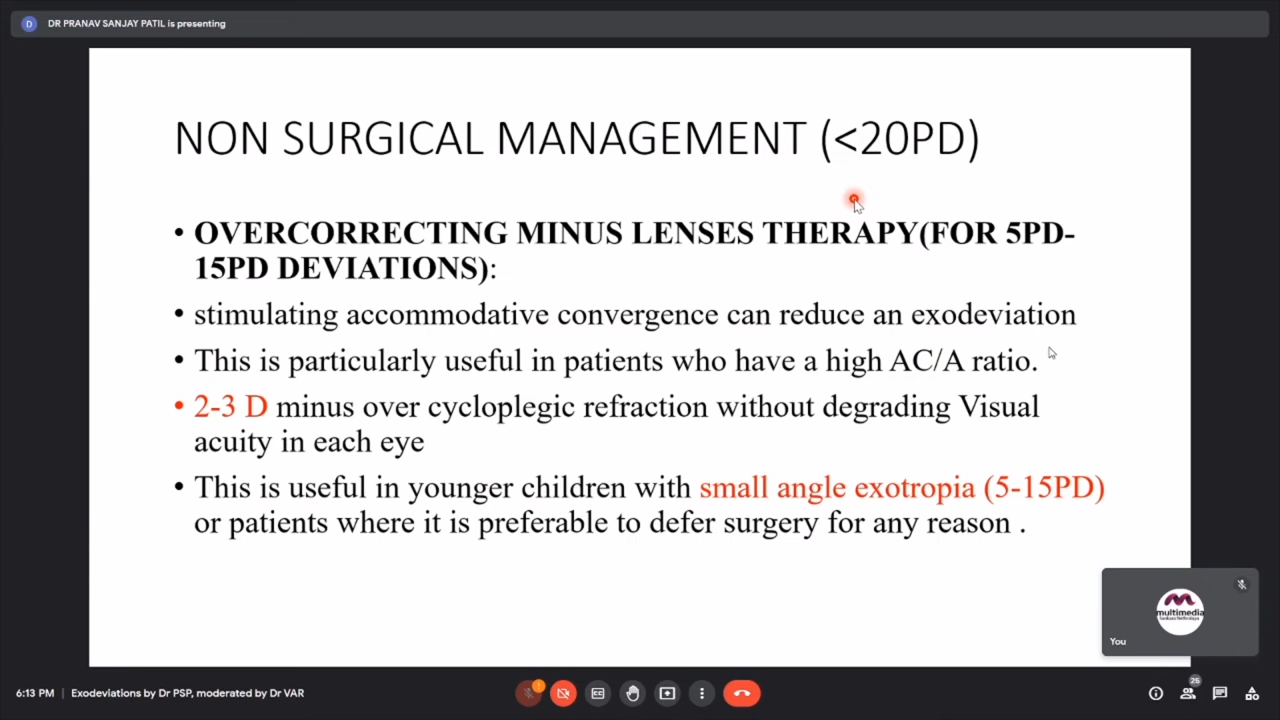 D DR PRANAV SANJAY PATIL is presenting
NON SURGICAL MANAGEMENT (<20PD)
• OVERCORRECTING MINUS LENSES THERAPY(FOR 5PD-
15PD DEVIATIONS):
• stimulating accommodative convergence can reduce an exodeviation
• This is particularly useful in patients who have a high AC/A ratio.
• 2-3 D minus over cycloplegic refraction without degrading Visual
acuity in each eye
• This is useful in younger children with small angle exotropia (5-15PD)
or patients where it is preferable to defer surgery for any reason .
multimedia
You
6:13 PM | Exodeviations by Dr PSP, moderated by Dr VAR
26